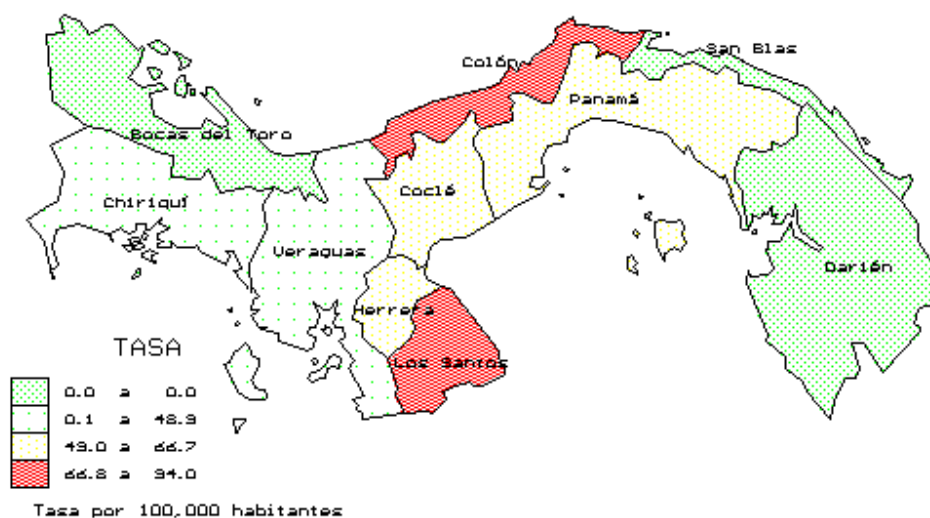 San Blas
Colón
Panamá
Bocas del Toro
Coclé
Chiriquí
Veraguas
Darién
Herrera
Los Santos
TASA
0.0 a 0.0
0.1 a 48.9
49.0 a 66.7
66.8 a 94.0
Tasa por 100,000 habitantes